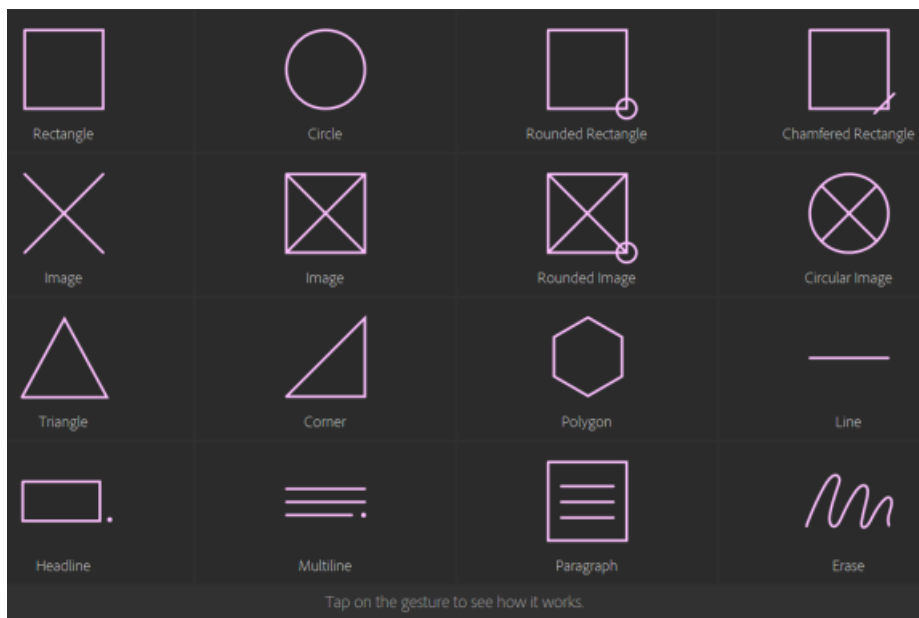 Rectangle
Circle
Rounded Rectangle
Chamfered Rectangle
Image
Image
Rounded Image
Circular Image
Triangle
Corner
Polygon
Line
Headline
Multiline
Paragraph
Erase
Tap on the gesture to see how it works.